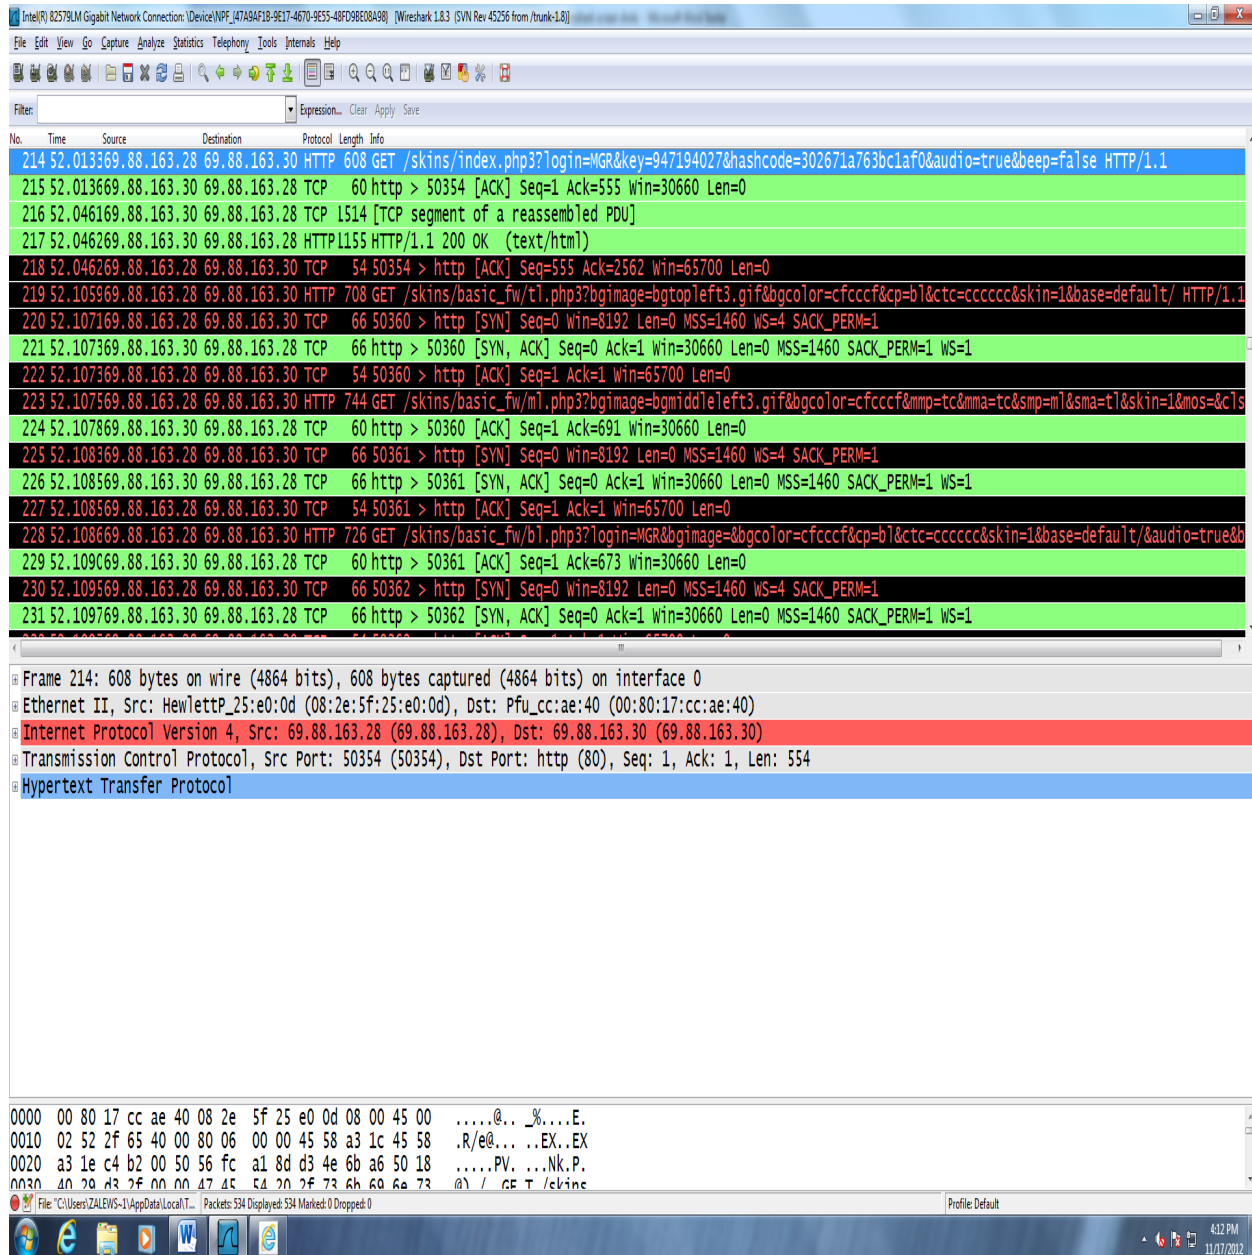 Intel(R) 82579LM Gigabit Network Connection: \Device\NPF_{47A9AF1B-9E17-4670-9E55-48FD9BE08A98} [Wireshark 1.8.3 (SVN Rev 45256 from /trunk-1.8)]
File Edit View Go Capture Analyze Statistics Telephony Tools Internals Help
Filter: Expression... Clear Apply Save
No. Time Source Destination Protocol Length Info
214 52.013369.88.163.28 69.88.163.30 HTTP 608 GET /skins/index.php3?login=MGR&key=947194027&hashcode=302671a763bc1af0&audio=true&beep=false HTTP/1.1
215 52.013669.88.163.30 69.88.163.28 TCP 60 http > 50354 [ACK] Seq=1 Ack=555 Win=30660 Len=0
216 52.046169.88.163.30 69.88.163.28 TCP 1514 [TCP segment of a reassembled PDU]
217 52.046269.88.163.30 69.88.163.28 HTTP 1155 HTTP/1.1 200 OK (text/html)
218 52.046269.88.163.28 69.88.163.30 TCP 54 50354 > http [ACK] Seq=555 Ack=2562 Win=65700 Len=0
219 52.105969.88.163.28 69.88.163.30 HTTP 708 GET /skins/basic_fw/tl.php3?bgimage=bgtopleft3.gif&bgcolor=cfcccf&cp=bl&ctc=cccccc&skin=1&base=default/ HTTP/1.1
220 52.107169.88.163.28 69.88.163.30 TCP 66 50360 > http [SYN] Seq=0 Win=8192 Len=0 MSS=1460 WS=4 SACK_PERM=1
221 52.107369.88.163.30 69.88.163.28 TCP 66 http > 50360 [SYN, ACK] Seq=0 Ack=1 Win=30660 Len=0 MSS=1460 SACK_PERM=1 WS=1
222 52.107369.88.163.28 69.88.163.30 TCP 54 50360 > http [ACK] Seq=1 Ack=1 Win=65700 Len=0
223 52.107569.88.163.28 69.88.163.30 HTTP 744 GET /skins/basic_fw/ml.php3?bgimage=bgmiddleleft3.gif&bgcolor=cfcccf&mmp=tc&mma=tc&smp=ml&sma=tl&skin=1&mos=&cls
224 52.107869.88.163.30 69.88.163.28 TCP 60 http > 50360 [ACK] Seq=1 Ack=691 Win=30660 Len=0
225 52.108369.88.163.28 69.88.163.30 TCP 66 50361 > http [SYN] Seq=0 Win=8192 Len=0 MSS=1460 WS=4 SACK_PERM=1
226 52.108569.88.163.30 69.88.163.28 TCP 66 http > 50361 [SYN, ACK] Seq=0 Ack=1 Win=30660 Len=0 MSS=1460 SACK_PERM=1 WS=1
227 52.108569.88.163.28 69.88.163.30 TCP 54 50361 > http [ACK] Seq=1 Ack=1 Win=65700 Len=0
228 52.108669.88.163.28 69.88.163.30 HTTP 726 GET /skins/basic_fw/bl.php3?login=MGR&bgimage=&bgcolor=cfcccf&cp=bl&ctc=cccccc&skin=1&base=default/&audio=true&b
229 52.109069.88.163.30 69.88.163.28 TCP 60 http > 50361 [ACK] Seq=1 Ack=673 Win=30660 Len=0
230 52.109569.88.163.28 69.88.163.30 TCP 66 50362 > http [SYN] Seq=0 Win=8192 Len=0 MSS=1460 WS=4 SACK_PERM=1
231 52.109769.88.163.30 69.88.163.28 TCP 66 http > 50362 [SYN, ACK] Seq=0 Ack=1 Win=30660 Len=0 MSS=1460 SACK_PERM=1 WS=1
Frame 214: 608 bytes on wire (4864 bits), 608 bytes captured (4864 bits) on interface 0
Ethernet II, Src: HewlettP_25:e0:0d (08:2e:5f:25:e0:0d), Dst: Pfu_cc:ae:40 (00:80:17:cc:ae:40)
Internet Protocol Version 4, Src: 69.88.163.28 (69.88.163.28), Dst: 69.88.163.30 (69.88.163.30)
Transmission Control Protocol, Src Port: 50354 (50354), Dst Port: http (80), Seq: 1, Ack: 1, Len: 554
Hypertext Transfer Protocol
0000 00 80 17 cc ae 40 08 2e 5f 25 e0 0d 08 00 45 00 .....@.. _%....E.
0010 02 52 2f 65 40 00 80 06 00 00 45 58 a3 1c 45 58 .R/e@... ..EX..EX
0020 a3 1e c4 b2 00 50 56 fc a1 8d d3 4e 6b a6 50 18 .....PV. ...Nk.P.
0030 40 29 d3 2f 00 00 47 45 54 20 2f 73 6b 69 6e 73 @)./..GE T /skins
File: "C:\Users\ZALEWS~1\AppData\Local\T... Packets: 534 Displayed: 534 Marked: 0 Dropped: 0 Profile: Default
4:12 PM
11/17/2012